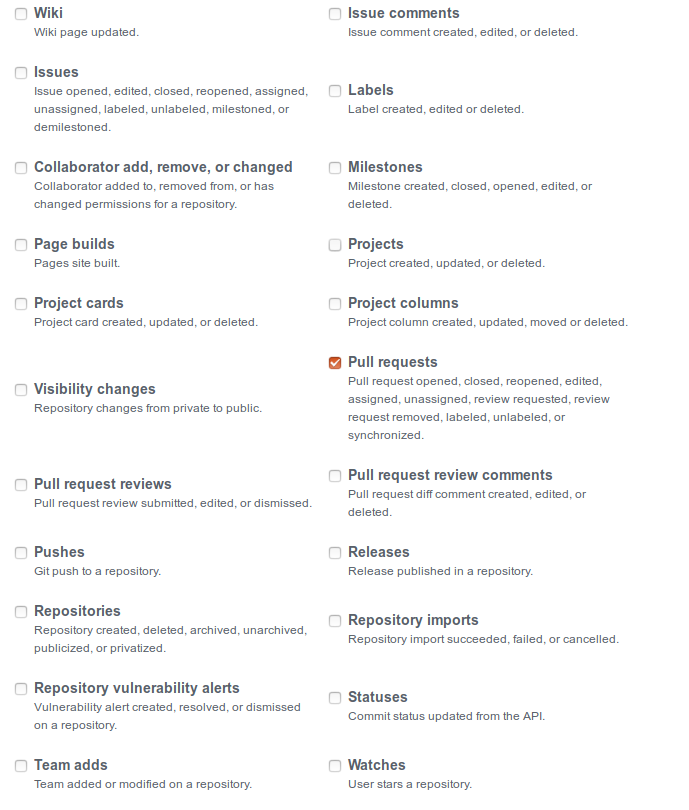 Wiki
Wiki page updated.
Issue comments
Issue comment created, edited, or deleted.
Issues
Issue opened, edited, closed, reopened, assigned,
unassigned, labeled, unlabeled, milestoned, or
demilestoned.
Labels
Label created, edited or deleted.
Collaborator add, remove, or changed
Collaborator added to, removed from, or has
changed permissions for a repository.
Milestones
Milestone created, closed, opened, edited, or
deleted.
Page builds
Pages site built.
Projects
Project created, updated, or deleted.
Project cards
Project card created, updated, or deleted.
Project columns
Project column created, updated, moved or deleted.
Visibility changes
Repository changes from private to public.
Pull requests
Pull request opened, closed, reopened, edited,
assigned, unassigned, review requested, review
request removed, labeled, unlabeled, or
synchronized.
Pull request reviews
Pull request review submitted, edited, or dismissed.
Pull request review comments
Pull request diff comment created, edited, or
deleted.
Pushes
Git push to a repository.
Releases
Release published in a repository.
Repositories
Repository created, deleted, archived, unarchived,
publicized, or privatized.
Repository imports
Repository import succeeded, failed, or cancelled.
Repository vulnerability alerts
Vulnerability alert created, resolved, or dismissed
on a repository.
Statuses
Commit status updated from the API.
Team adds
Team added or modified on a repository.
Watches
User stars a repository.